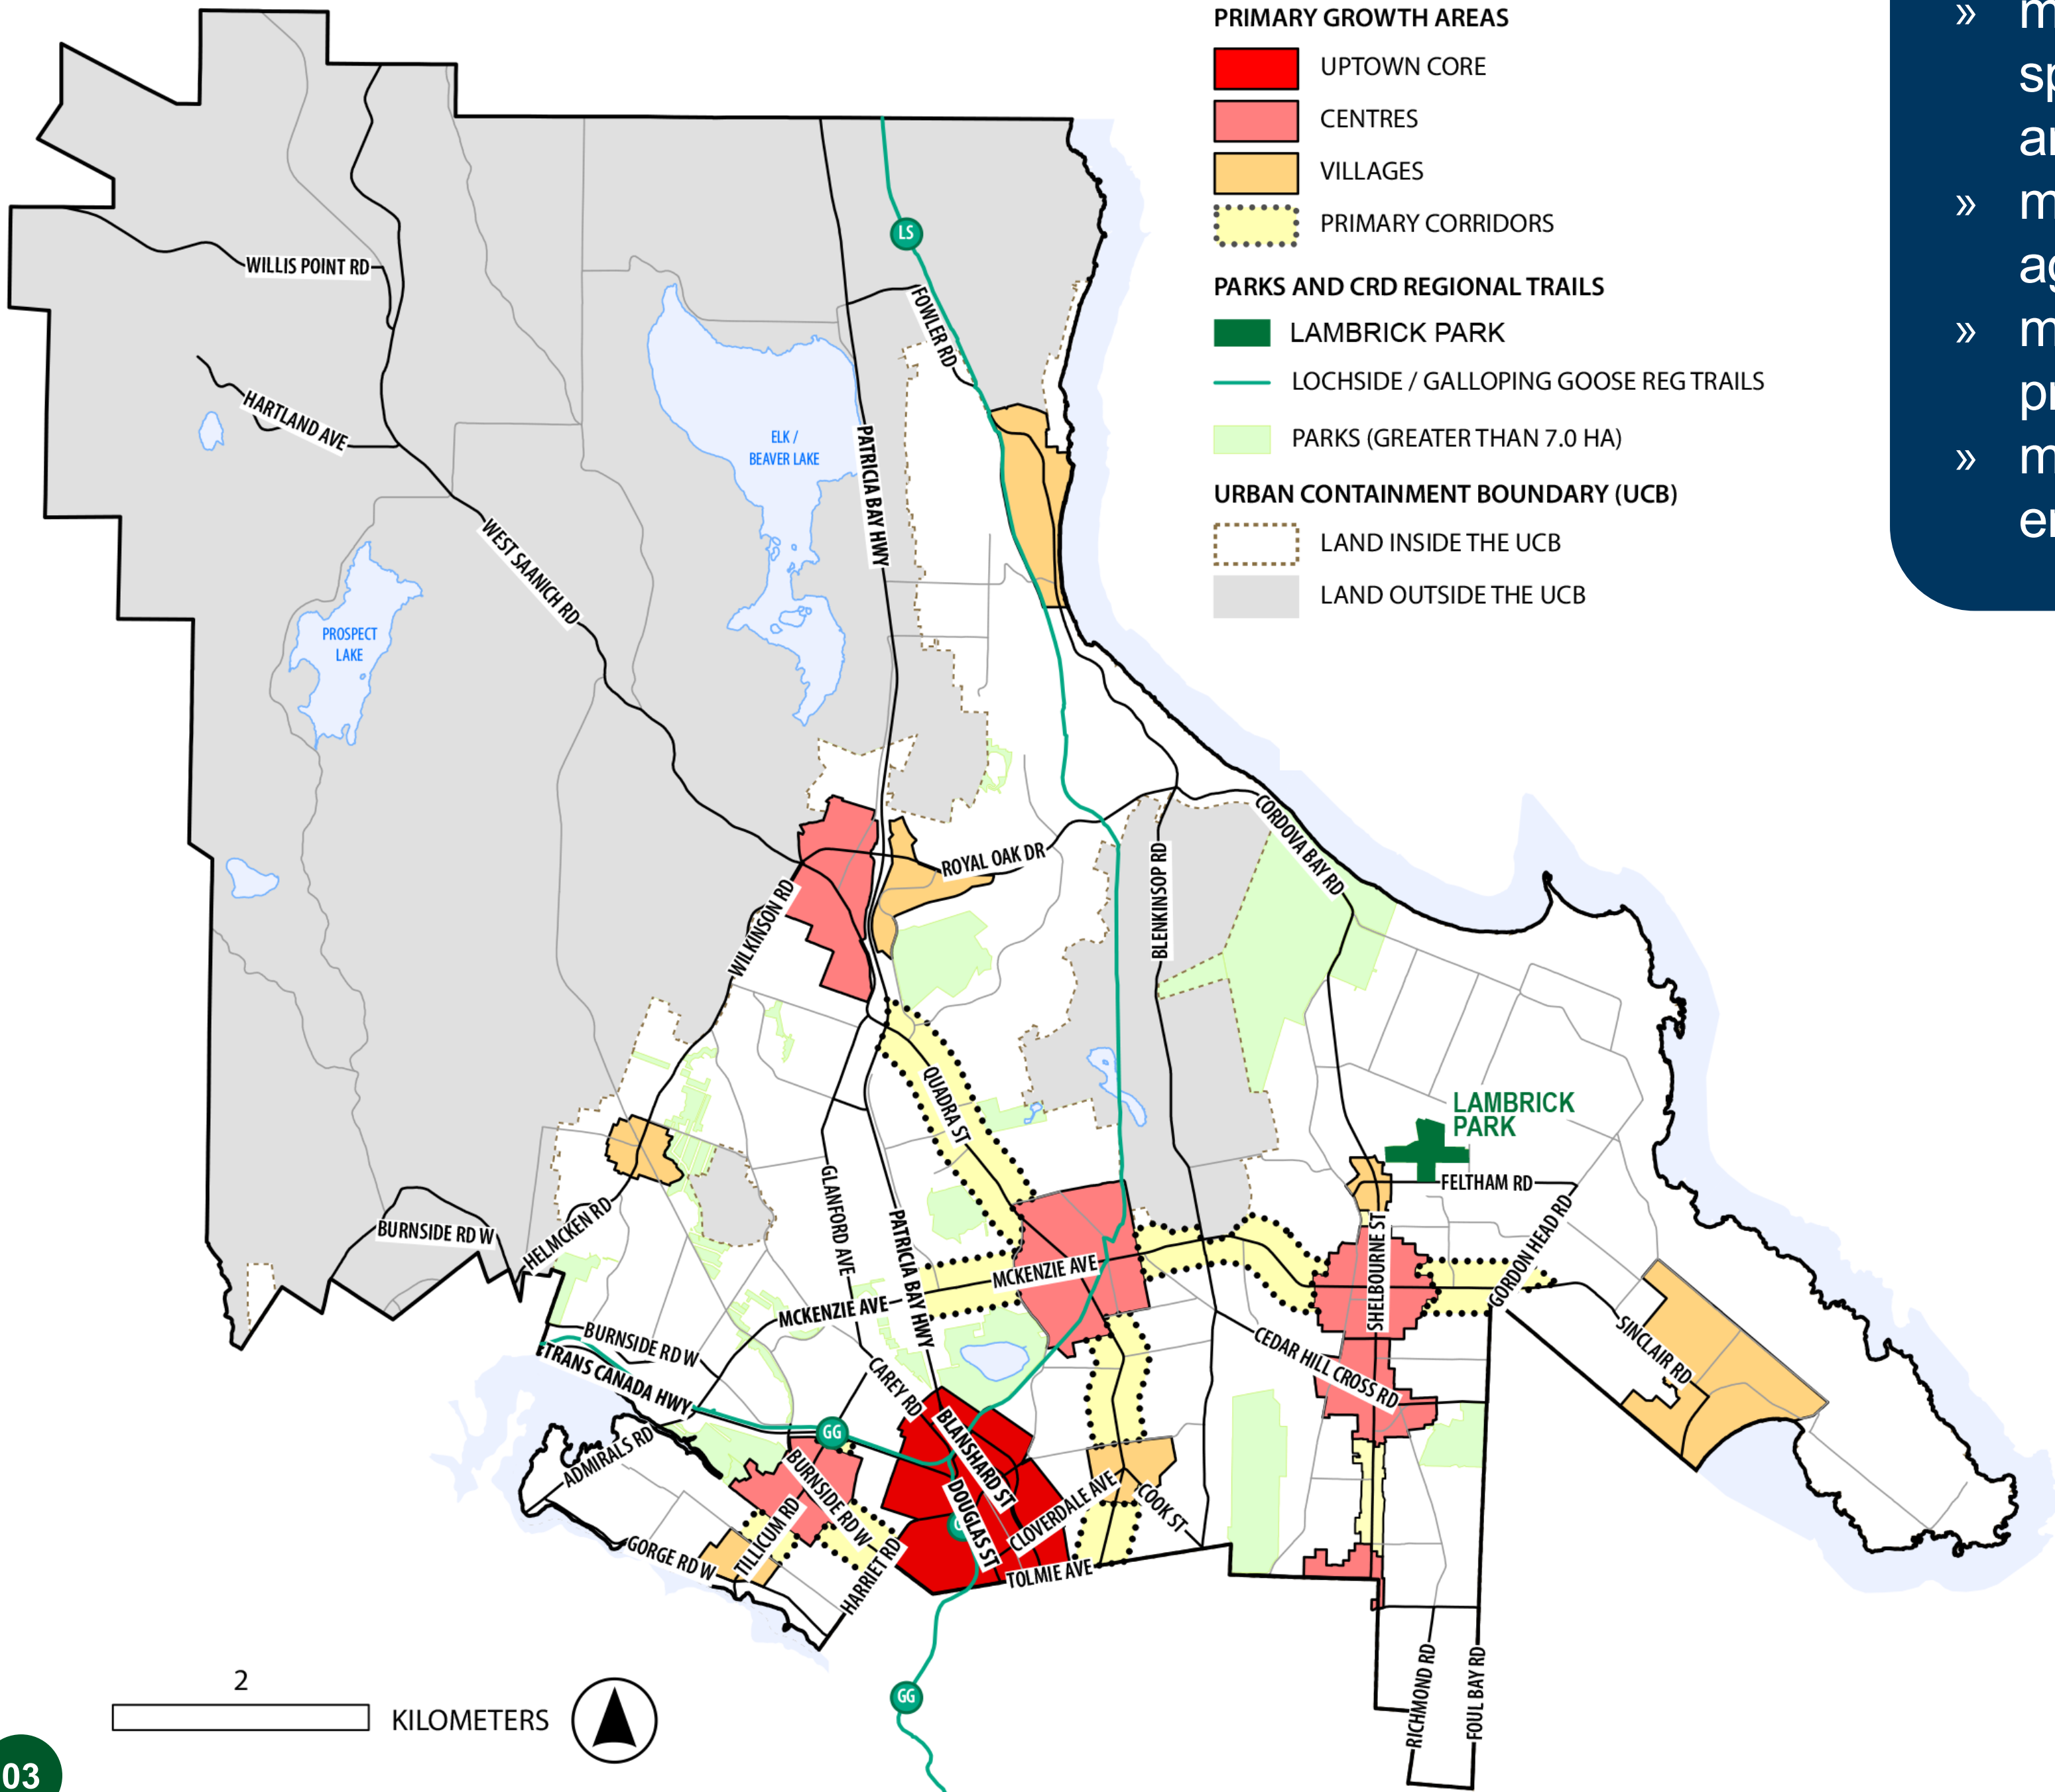 PRIMARY GROWTH AREAS
UPTOWN CORE
CENTRES
VILLAGES
PRIMARY CORRIDORS
PARKS AND CRD REGIONAL TRAILS
LAMBRICK PARK
LOCHSIDE / GALLOPING GOOSE REG TRAILS
PARKS (GREATER THAN 7.0 HA)
URBAN CONTAINMENT BOUNDARY (UCB)
LAND INSIDE THE UCB
LAND OUTSIDE THE UCB
»
»
»
»
LS
WILLIS POINT RD
FOWLER RD
HARTLAND AVE
ELK /
BEAVER LAKE
PATRICIA BAY HWY
WEST SAANICH RD
PROSPECT
LAKE
ROYAL OAK DR
CORDOVA BAY RD
BLENKINSOP RD
WILKINSON RD
QUADRA ST
LAMBRICK
PARK
FELTHAM RD
GLANFORD AVE
PATRICIA BAY HWY
BURNSIDE RD W
HELMCKEN RD
MCKENZIE AVE
MCKENZIE AVE
SHELBOURNE ST
GORDON HEAD RD
SINCLAIR RD
BURNSIDE RD W
TRANS CANADA HWY
CAREY RD
CEDAR HILL CROSS RD
GG
BLANSHARD ST
ADMIRALS RD
BURNSIDE RD W
DOUGLAS ST
CLOVERDALE AVE
COOK ST
TILLICUM RD
GORGE RD W
HARRIET RD
TOLMIE AVE
RICHMOND RD
FOUL BAY RD
GG
2
KILOMETERS
03